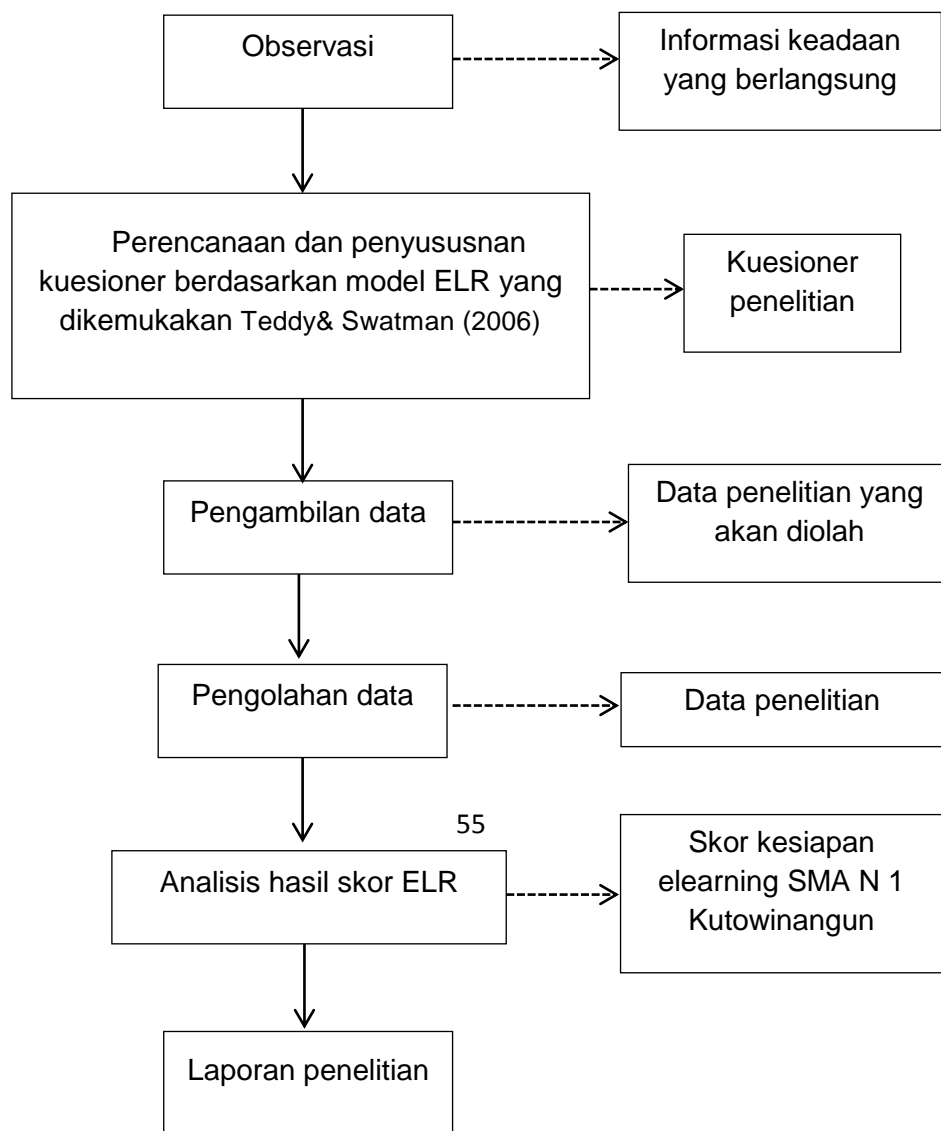 Observasi
Informasi keadaan
yang berlangsung
Perencanaan dan penyususnan
kuesioner berdasarkan model ELR yang
dikemukakan Teddy& Swatman (2006)
Kuesioner
penelitian
Pengambilan data
Data penelitian yang
akan diolah
Pengolahan data
Data penelitian
55
Analisis hasil skor ELR
Skor kesiapan
elearning SMA N 1
Kutowinangun
Laporan penelitian